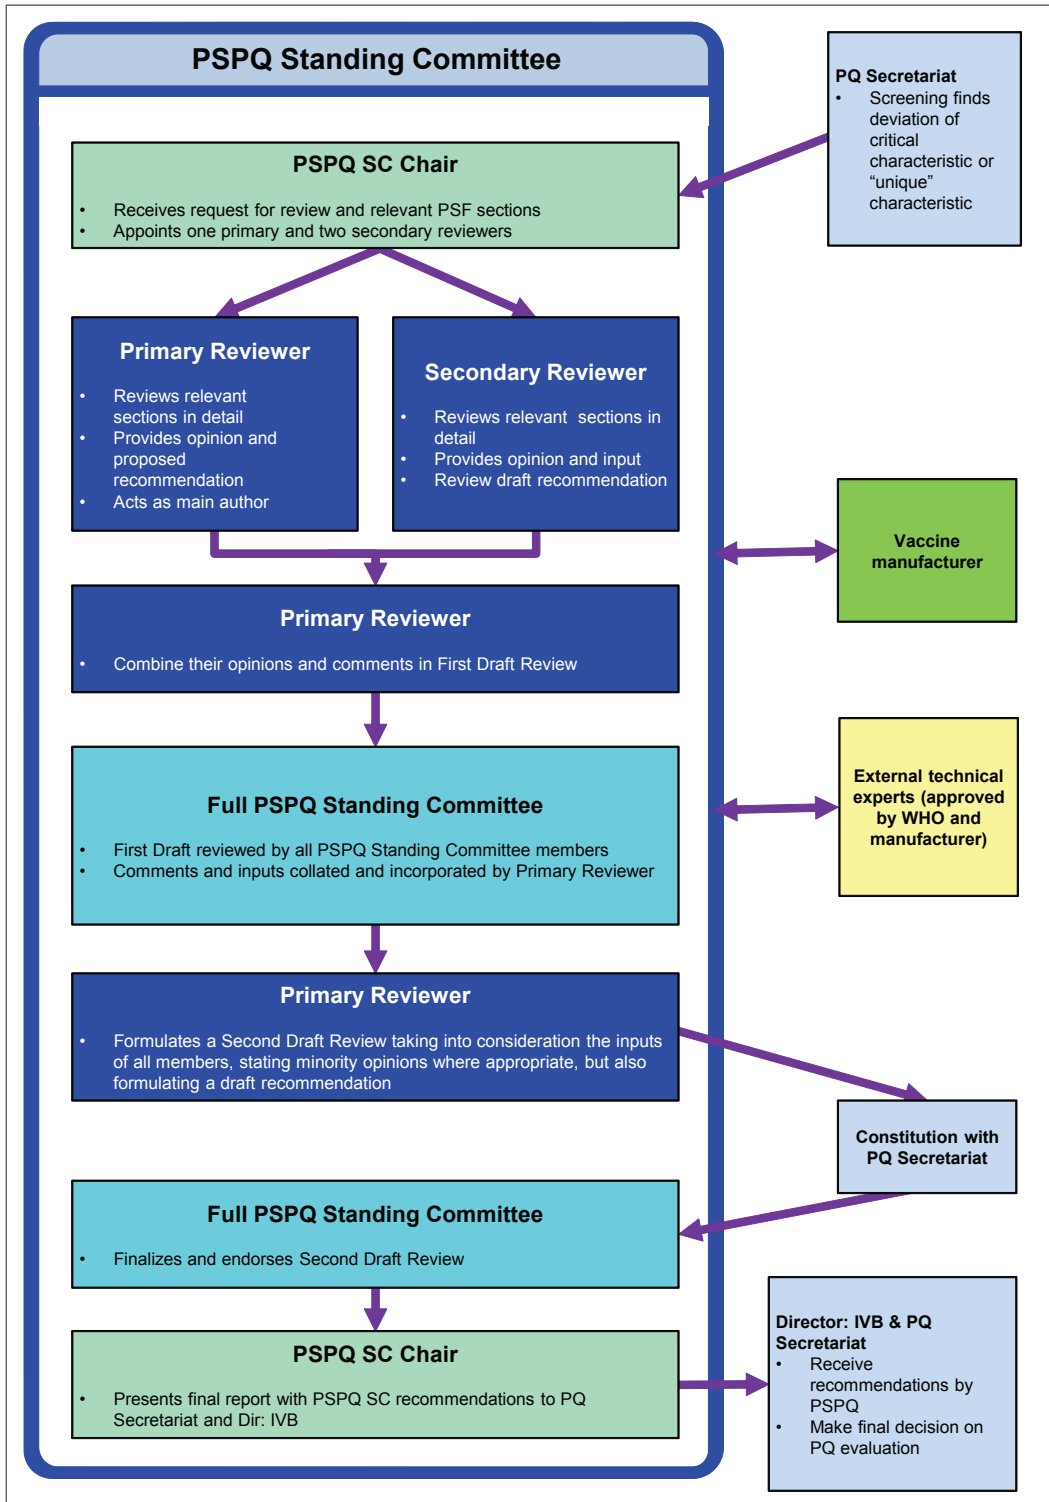 PSPQ Standing Committee
PQ Secretariat
• Screening finds
deviation of
critical
characteristic or
“unique”
characteristic
PSPQ SC Chair
• Receives request for review and relevant PSF sections
• Appoints one primary and two secondary reviewers
Primary Reviewer
• Reviews relevant
sections in detail
• Provides opinion and
proposed
recommendation
• Acts as main author
Secondary Reviewer
• Reviews relevant sections in
detail
• Provides opinion and input
• Review draft recommendation
Vaccine
manufacturer
Primary Reviewer
• Combine their opinions and comments in First Draft Review
External technical
experts (approved
by WHO and
manufacturer)
Full PSPQ Standing Committee
• First Draft reviewed by all PSPQ Standing Committee members
• Comments and inputs collated and incorporated by Primary Reviewer
Primary Reviewer
• Formulates a Second Draft Review taking into consideration the inputs
of all members, stating minority opinions where appropriate, but also
formulating a draft recommendation
Constitution with
PQ Secretariat
Full PSPQ Standing Committee
• Finalizes and endorses Second Draft Review
PSPQ SC Chair
• Presents final report with PSPQ SC recommendations to PQ
Secretariat and Dir: IVB
Director: IVB & PQ
Secretariat
• Receive
recommendations by
PSPQ
• Make final decision on
PQ evaluation